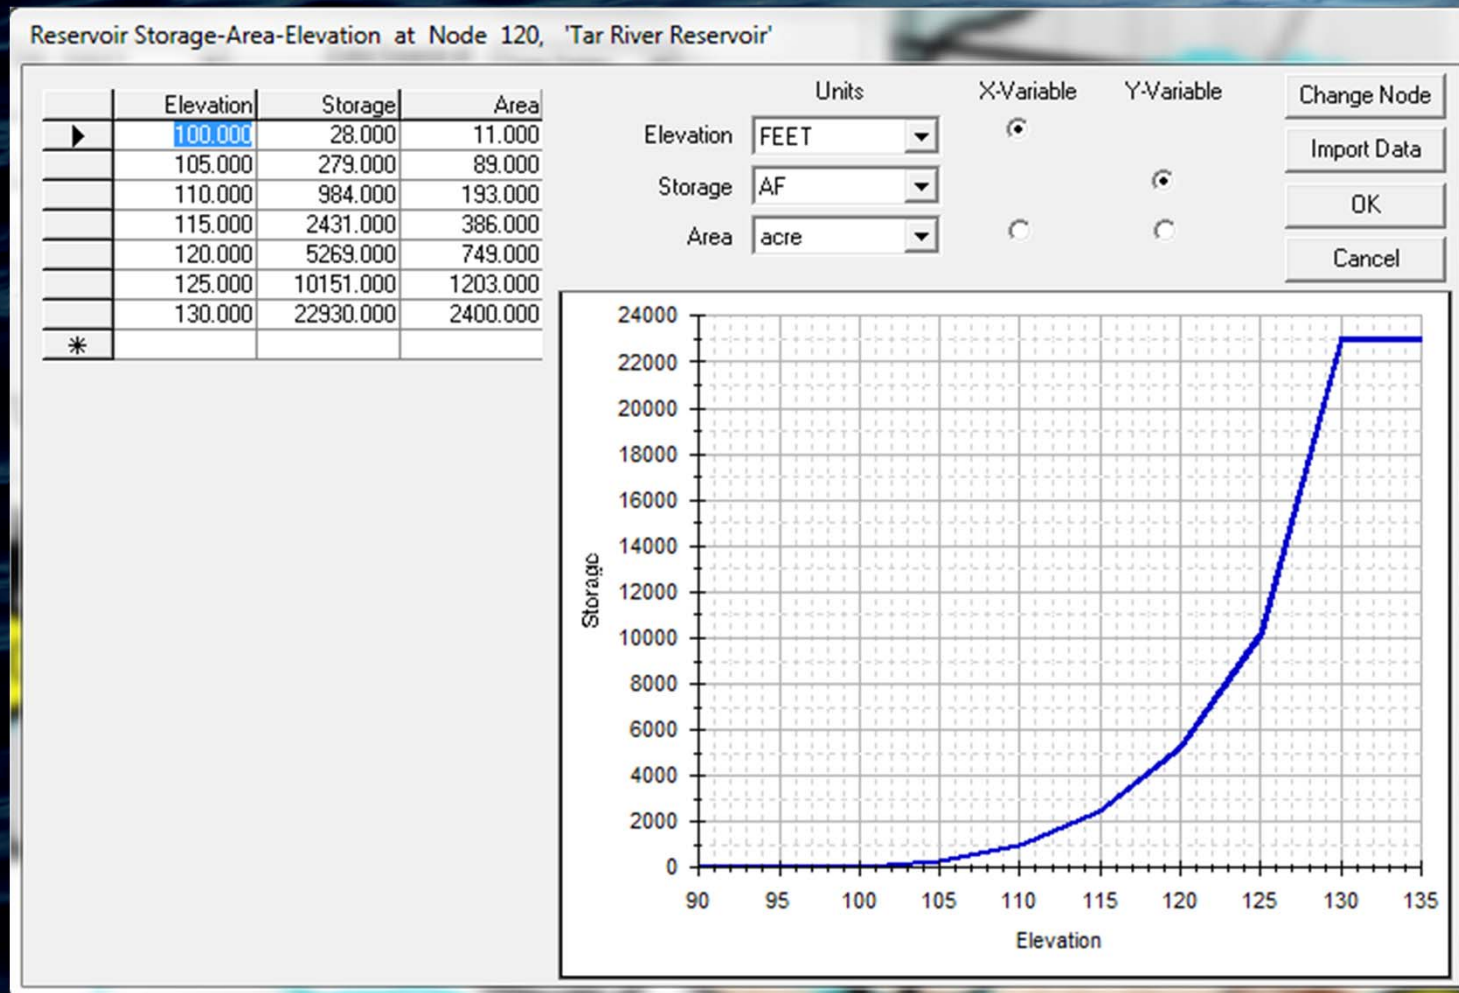 Reservoir Storage-Area-Elevation at Node 120, 'Tar River Reservoir'
Elevation Storage Area
100.000 28.000 11.000
105.000 279.000 89.000
110.000 984.000 193.000
115.000 2431.000 386.000
120.000 5269.000 749.000
125.000 10151.000 1203.000
130.000 22930.000 2400.000
Units X-Variable Y-Variable
Elevation FEET
Storage AF
Area acre
Change Node
Import Data
OK
Cancel
24000
22000
20000
18000
16000
14000
12000
10000
8000
6000
4000
2000
0
Storage
90 95 100 105 110 115 120 125 130 135
Elevation